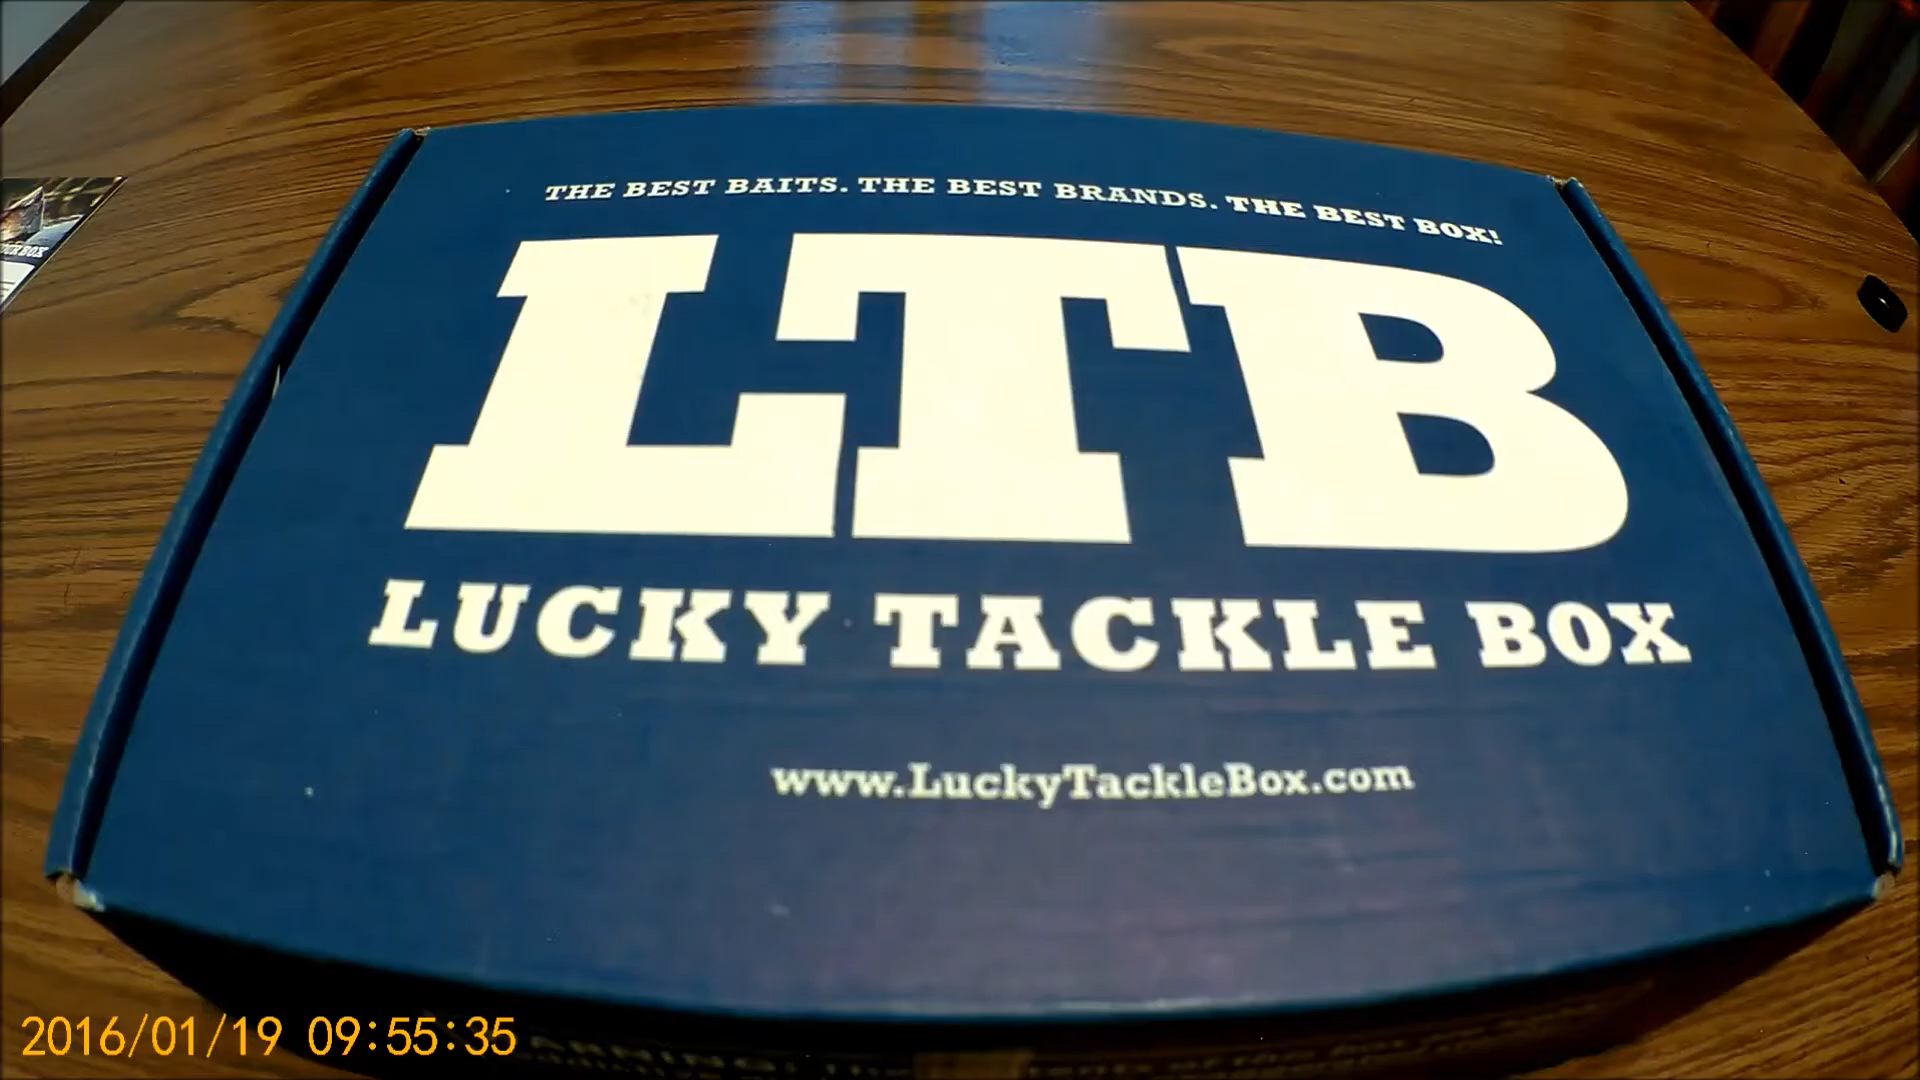 THE BEST BAITS. THE BEST BRANDS. THE BEST BOX!
LTB
LUCKY TACKLE BOX
www.LuckyTackleBox.com
2016/01/19 09:55:35